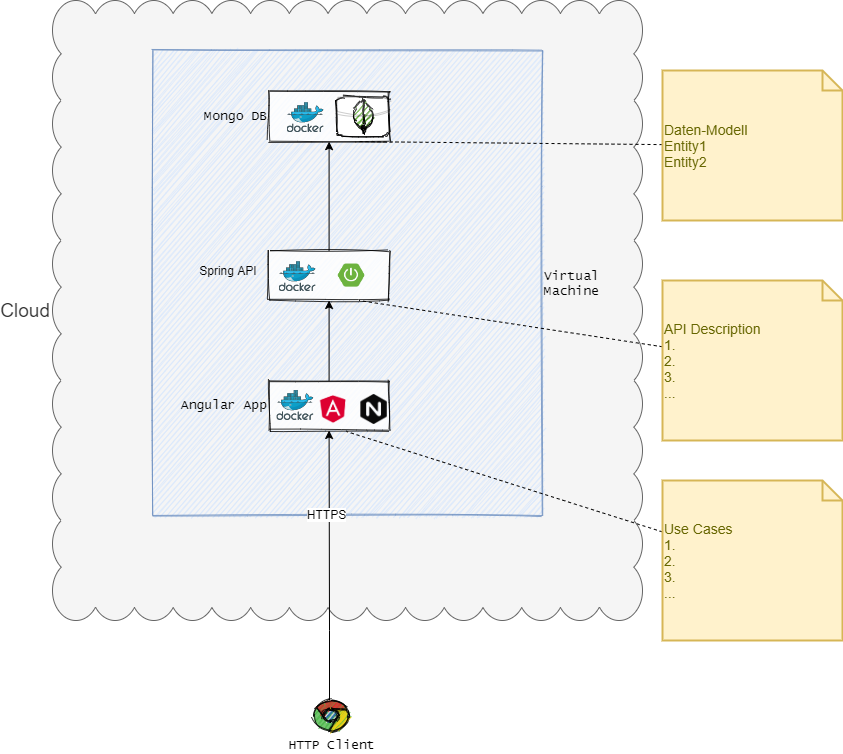 Mongo DB
docker
Daten-Modell
Entity1
Entity2
Spring API
docker
Virtual
Machine
Cloud
API Description
1.
2.
3.
...
Angular App
docker
A
N
HTTPS
Use Cases
1.
2.
3.
...
HTTP Client